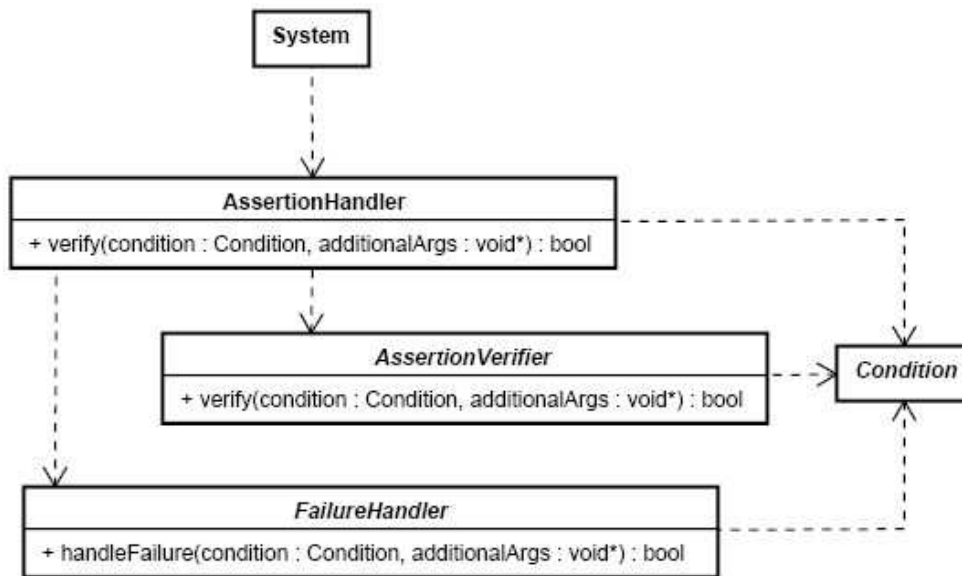 System
AssertionHandler
+ verify(condition : Condition, additionalArgs : void*) : bool
AssertionVerifier
+ verify(condition : Condition, additionalArgs : void*) : bool
Condition
FailureHandler
+ handleFailure(condition : Condition, additionalArgs : void*) : bool